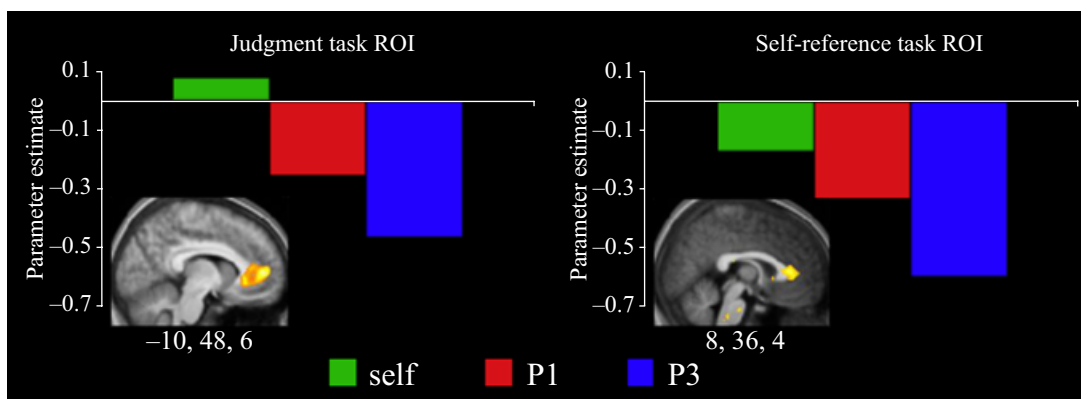 Judgment task ROI
Parameter estimate
0.1
–0.1
–0.3
–0.5
–0.7
–10, 48, 6
Self-reference task ROI
Parameter estimate
0.1
–0.1
–0.3
–0.5
–0.7
8, 36, 4
self P1 P3